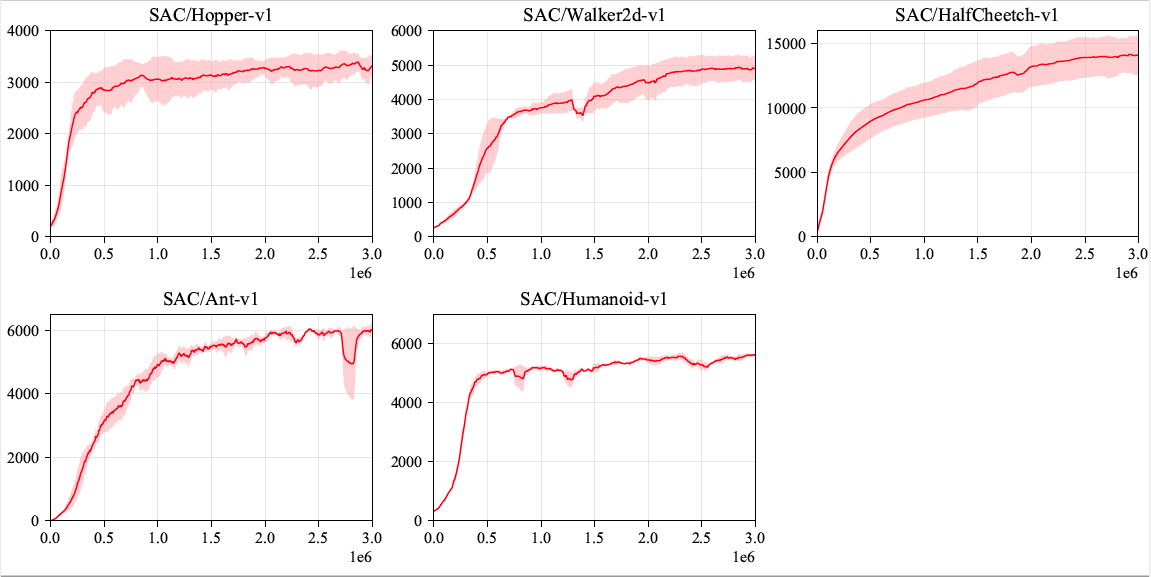 SAC/Hopper-v1 SAC/Walker2d-v1 SAC/HalfCheetch-v1
4000 6000
15000
5000
3000
4000
10000
2000 3000
2000
5000
1000
1000
0 0 0
0.0 0.5 1.0 1.5 2.0 2.5 3.0 0.0 0.5 1.0 1.5 2.0 2.5 3.0 0.0 0.5 1.0 1.5 2.0 2.5 3.0
1e6 1e6 1e6
SAC/Ant-v1 SAC/Humanoid-v1
6000 6000
4000 4000
2000 2000
0 0
0.0 0.5 1.0 1.5 2.0 2.5 3.0 0.0 0.5 1.0 1.5 2.0 2.5 3.0
1e6 1e6